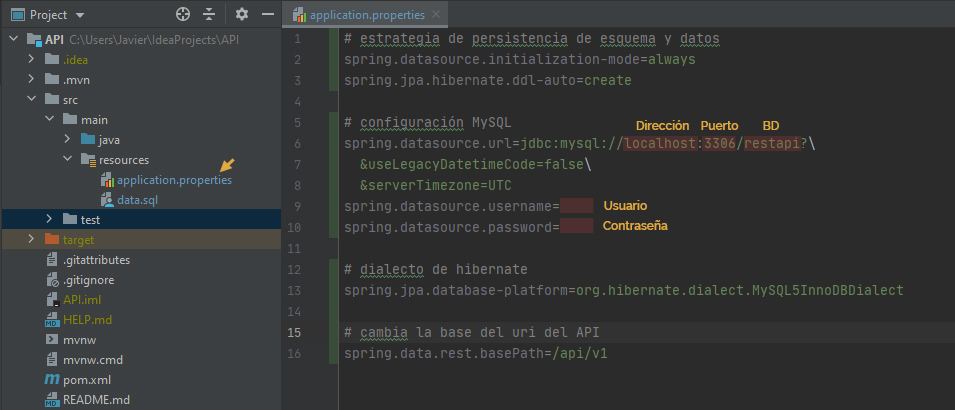 Project
API C:\Users\Javier\IdeaProjects\API
.idea
.mvn
src
main
java
resources
application.properties
data.sql
test
target
.gitattributes
.gitignore
API.iml
HELP.md
mvnw
mvnw.cmd
pom.xml
README.md
application.properties
1 # estrategia de persistencia de esquema y datos
2 spring.datasource.initialization-mode=always
3 spring.jpa.hibernate.ddl-auto=create
4
5 # configuración MySQL
Dirección Puerto BD
6 spring.datasource.url=jdbc:mysql://localhost:3306/restapi?\
7 &useLegacyDatetimeCode=false\
8 &serverTimezone=UTC
9 spring.datasource.username= Usuario
10 spring.datasource.password= Contraseña
11
12 # dialecto de hibernate
13 spring.jpa.database-platform=org.hibernate.dialect.MySQL5InnoDBDialect
14
15 # cambia la base del uri del API
16 spring.data.rest.basePath=/api/v1